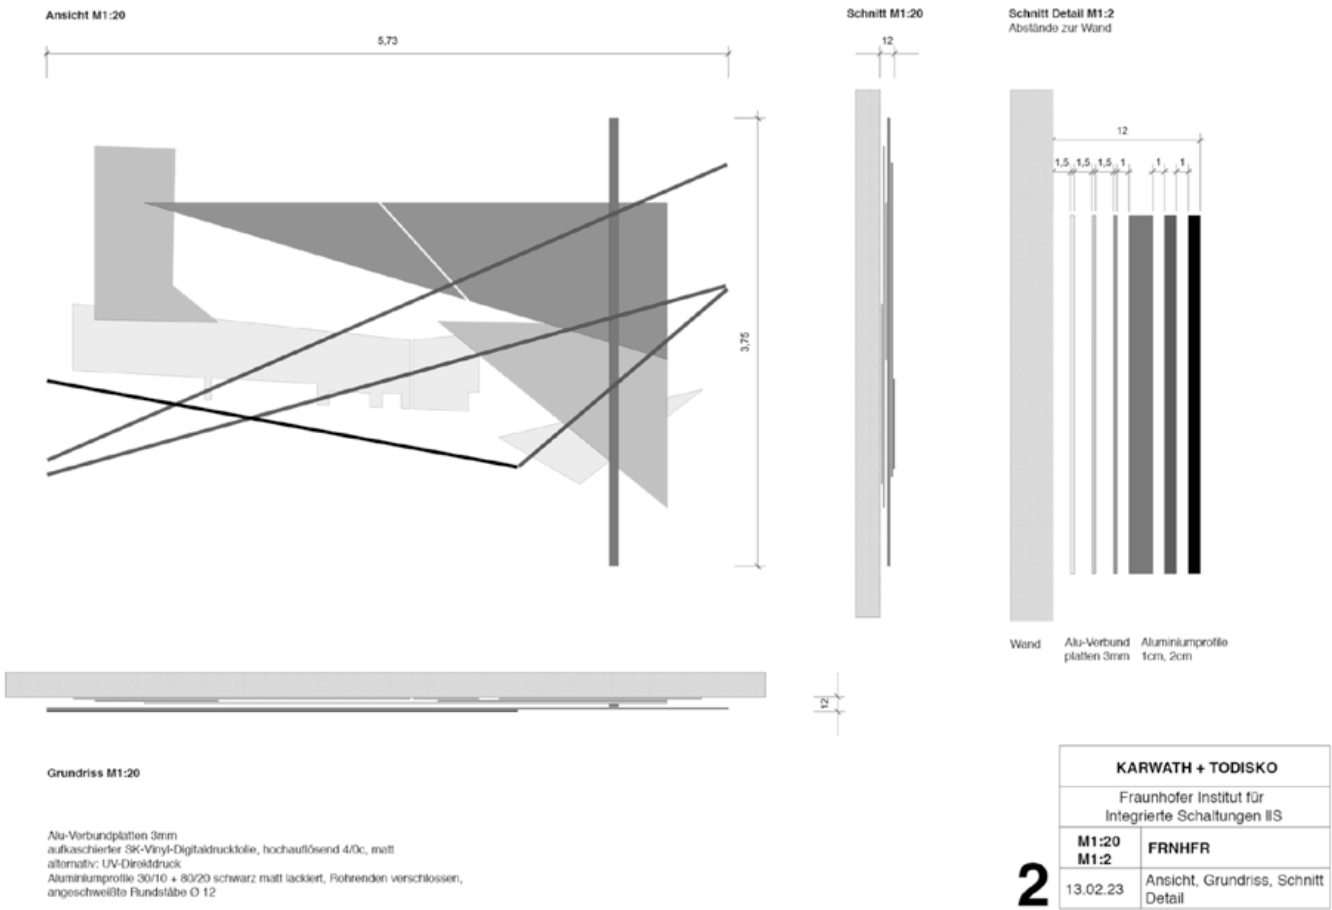 Ansicht M1:20
5,73
3,75
Schnitt M1:20
12
Schnitt Detail M1:2
Abstände zur Wand
12
1,5 1,5 1,5 1 1 1
Wand
Alu-Verbund
platten 3mm
Aluminiumprofile
1cm, 2cm
12
Grundriss M1:20
Alu-Verbundplatten 3mm
aufkaschierter SK-Vinyl-Digitaldruckfolie, hochauflösend 4/0c, matt
alternativ: UV-Direktdruck
Aluminiumprofile 30/10 + 80/20 schwarz matt lackiert, Rohrenden verschlossen,
angeschweißte Rundstäbe Ø 12
2
KARWATH + TODISKO
Fraunhofer Institut für
Integrierte Schaltungen IIS
M1:20
M1:2
FRNHFR
13.02.23
Ansicht, Grundriss, Schnitt
Detail